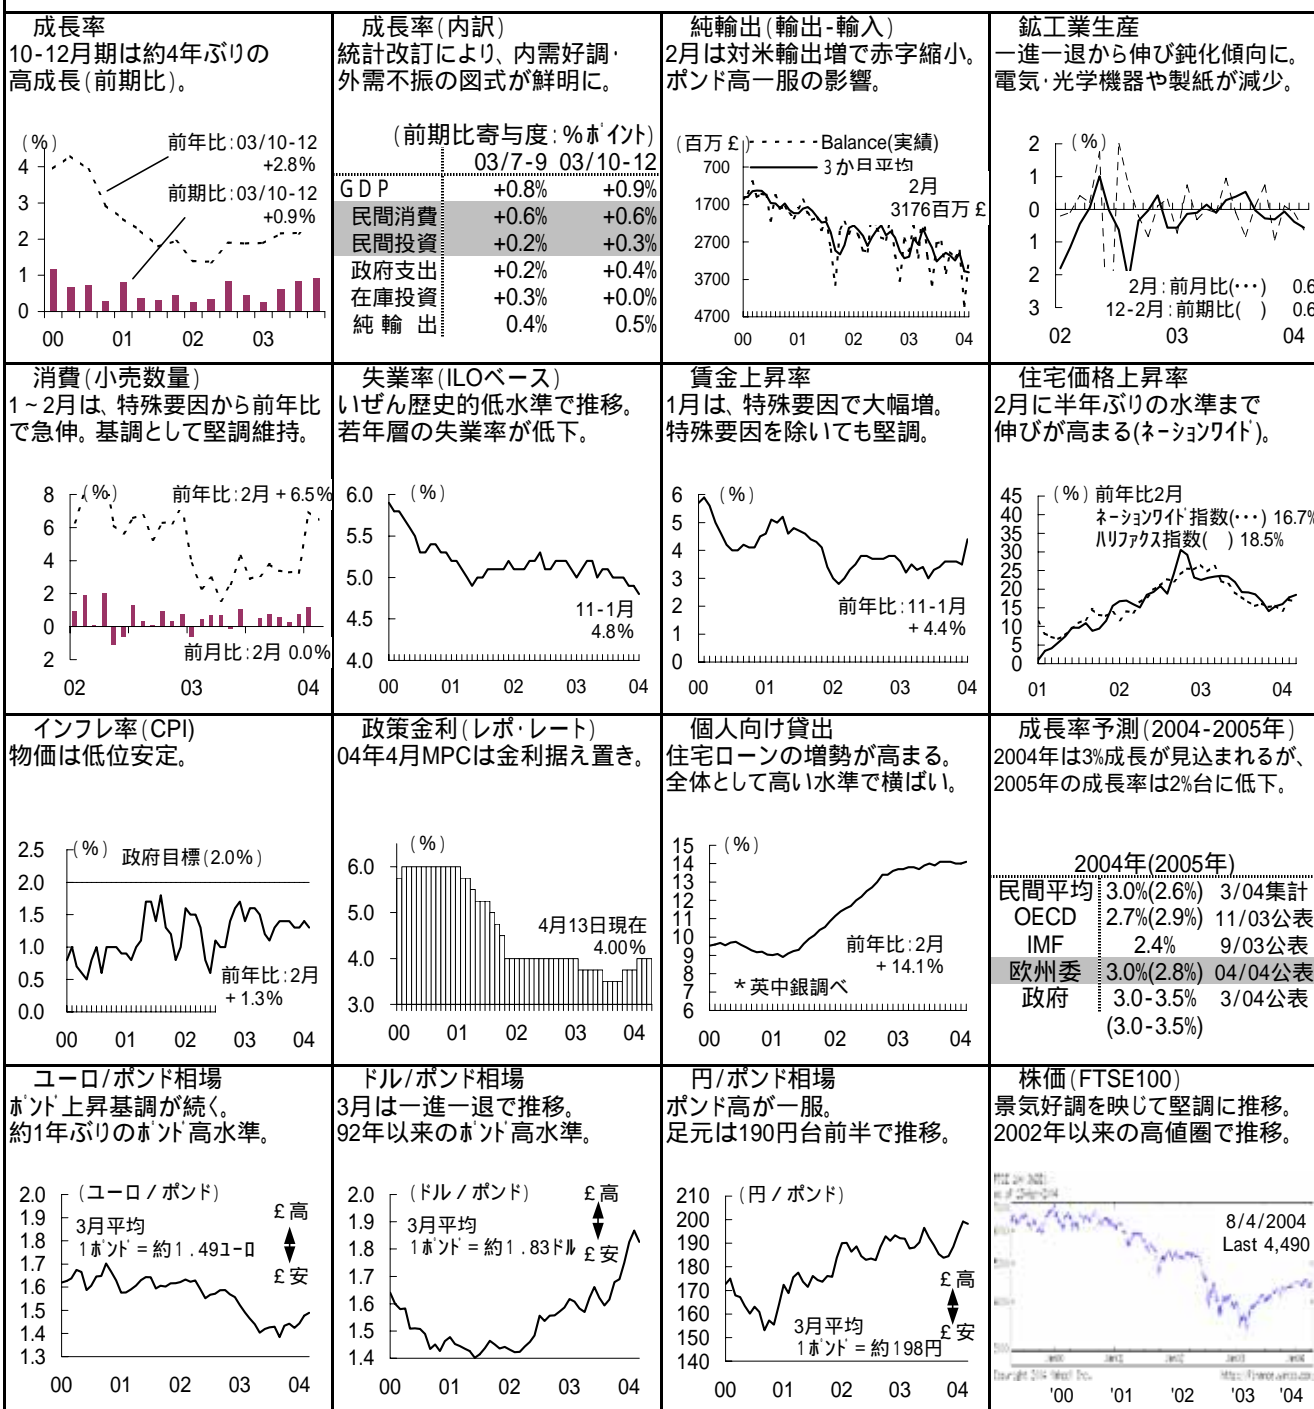 成長率
10-12月期は約4年ぶりの
高成長(前期比)。
(%)
前年比:03/10-12
+2.8%
前期比:03/10-12
+0.9%
4
3
2
1
0
00 01 02 03
成長率(内訳)
統計改訂により、内需好調・
外需不振の図式が鮮明に。
(前期比寄与度:%ポイント)
03/7-9 03/10-12
GDP +0.8% +0.9%
民間消費 +0.6% +0.6%
民間投資 +0.2% +0.3%
政府支出 +0.2% +0.4%
在庫投資 +0.3% +0.0%
純輸出 0.4% 0.5%
純輸出(輸出-輸入)
2月は対米輸出増で赤字縮小。
ポンド高一服の影響。
(百万£)
Balance(実績)
3か月平均
2月
3176百万£
700
1700
2700
3700
4700
00 01 02 03 04
鉱工業生産
一進一退から伸び鈍化傾向に。
電気・光学機器や製紙が減少。
(%)
2
1
0
1
2
3
2月:前月比(・・・) 0.6
12-2月:前期比( ) 0.6
02 03 04
消費(小売数量)
1~2月は、特殊要因から前年比
で急伸。基調として堅調維持。
(%)
前年比:2月+6.5%
8
6
4
2
0
2
前月比:2月 0.0%
02 03 04
失業率(ILOベース)
いぜん歴史的低水準で推移。
若年層の失業率が低下。
(%)
6.0
5.5
5.0
4.5
4.0
11-1月
4.8%
00 01 02 03 04
賃金上昇率
1月は、特殊要因で大幅増。
特殊要因を除いても堅調。
(%)
6
5
4
3
2
1
0
前年比:11-1月
+4.4%
00 01 02 03 04
住宅価格上昇率
2月に半年ぶりの水準まで
伸びが高まる(ネーションワイド)。
(%)
前年比2月
ネーションワイド指数(・・・) 16.7%
ハリファクス指数( ) 18.5%
45
40
35
30
25
20
15
10
5
0
01 02 03 04
インフレ率(CPI)
物価は低位安定。
(%)
政府目標(2.0%)
2.5
2.0
1.5
1.0
0.5
0.0
前年比:2月
+1.3%
00 01 02 03 04
政策金利(レポ・レート)
04年4月MPCは金利据え置き。
(%)
6.0
5.0
4.0
3.0
4月13日現在
4.00%
00 01 02 03 04
個人向け貸出
住宅ローンの増勢が高まる。
全体として高い水準で横ばい。
(%)
15
14
13
12
11
10
9
8
7
6
前年比:2月
+14.1%
*英中銀調べ
00 01 02 03 04
成長率予測(2004-2005年)
2004年は3%成長が見込まれるが、
2005年の成長率は2%台に低下。
2004年(2005年)
民間平均 3.0%(2.6%) 3/04集計
OECD 2.7%(2.9%) 11/03公表
IMF 2.4% 9/03公表
欧州委 3.0%(2.8%) 04/04公表
政府 3.0-3.5% 3/04公表
(3.0-3.5%)
ユーロ/ポンド相場
ポンド上昇基調が続く。
約1年ぶりのポンド高水準。
(ユーロ/ポンド)
£高
£安
3月平均
1ポンド=約1.49ユーロ
2.0
1.9
1.8
1.7
1.6
1.5
1.4
1.3
00 01 02 03 04
ドル/ポンド相場
3月は一進一退で推移。
92年以来のポンド高水準。
(ドル/ポンド)
£高
£安
3月平均
1ポンド=約1.83ドル
2.0
1.9
1.8
1.7
1.6
1.5
1.4
00 01 02 03 04
円/ポンド相場
ポンド高が一服。
足元は190円台前半で推移。
(円/ポンド)
£高
£安
3月平均
1ポンド=約198円
210
200
190
180
170
160
150
140
00 01 02 03 04
株価(FTSE100)
景気好調を映じて堅調に推移。
2002年以来の高値圏で推移。
8/4/2004
Last 4,490
'00 '01 '02 '03 '04